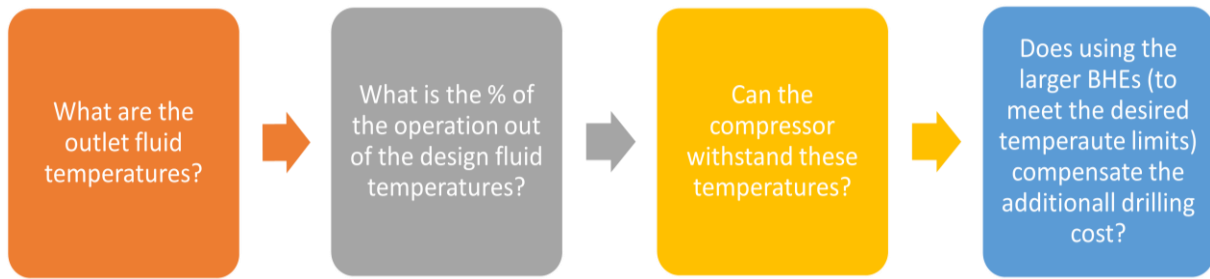 What are the
outlet fluid
temperatures?
What is the % of
the operation out
of the design fluid
temperatures?
Can the
compressor
withstand these
temperatures?
Does using the
larger BHEs (to
meet the desired
temperaute limits)
compensate the
additionall drilling
cost?